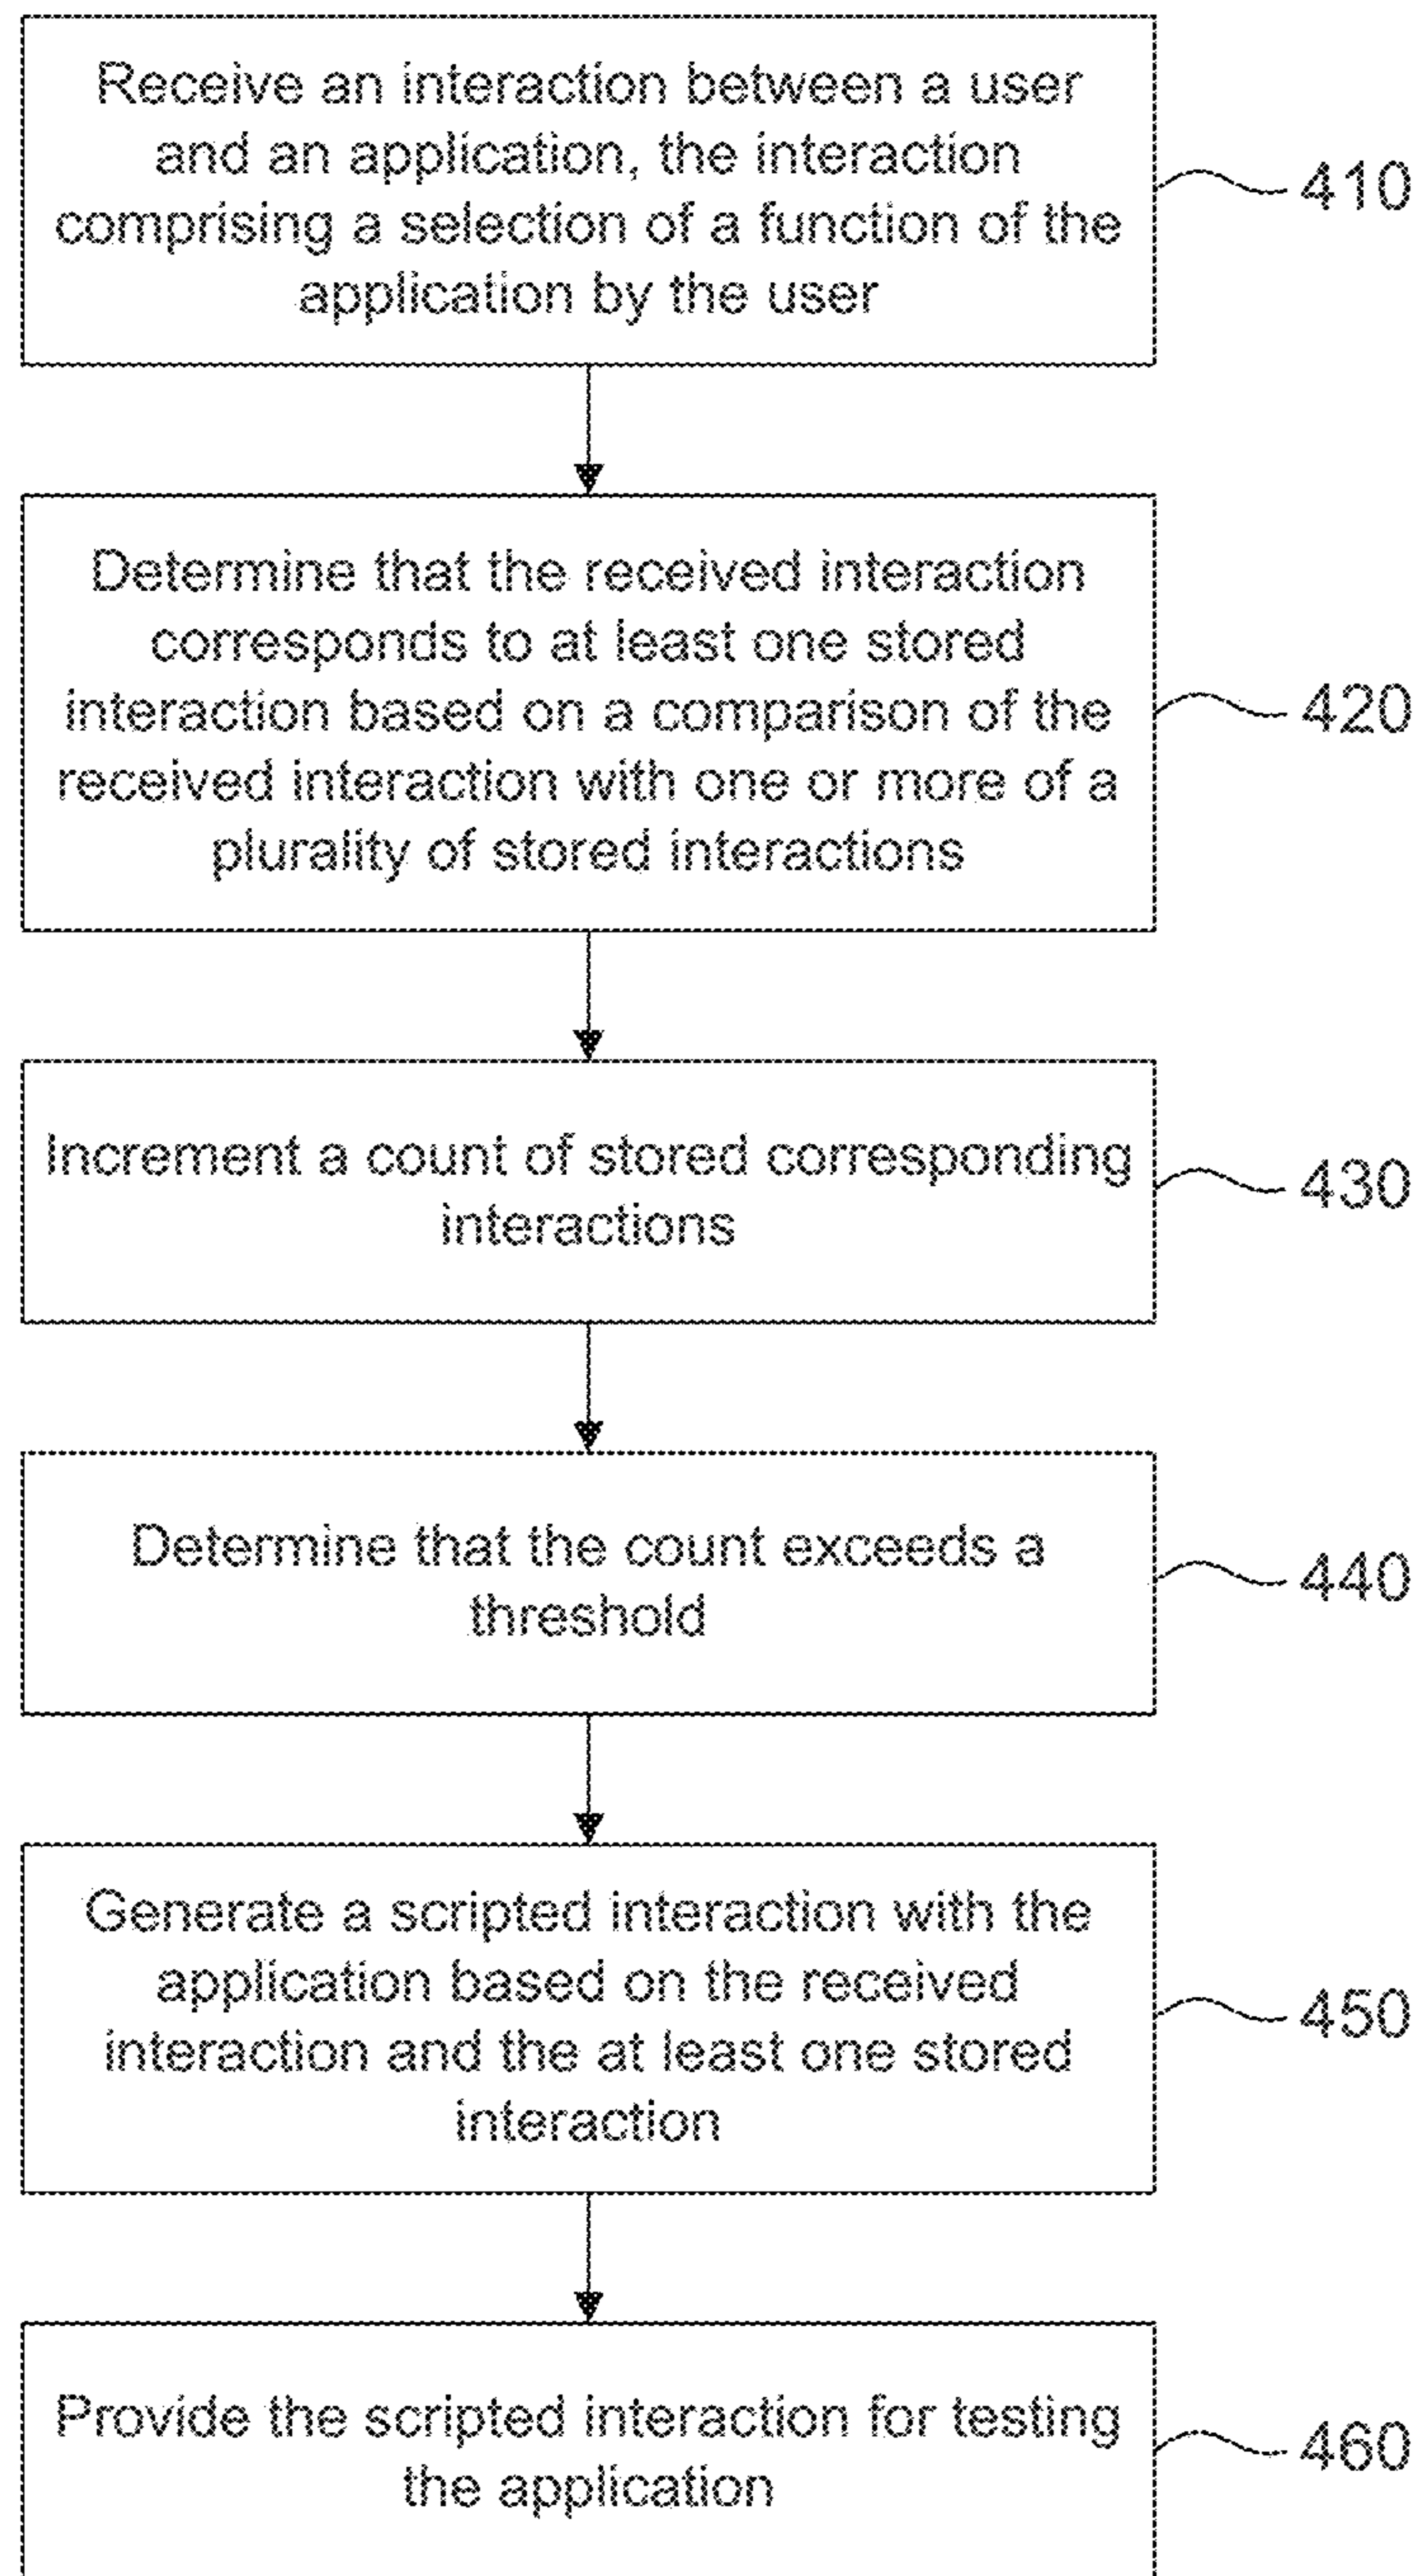 Receive an interaction between a user
and an application, the interaction
comprising a selection of a function of the
application by the user
410
Determine that the received interaction
corresponds to at least one stored
interaction based on a comparison of the
received interaction with one or more of a
plurality of stored interactions
420
Increment a count of stored corresponding
interactions
430
Determine that the count exceeds a
threshold
440
Generate a scripted interaction with the
application based on the received
interaction and the at least one stored
interaction
450
Provide the scripted interaction for testing
the application
460